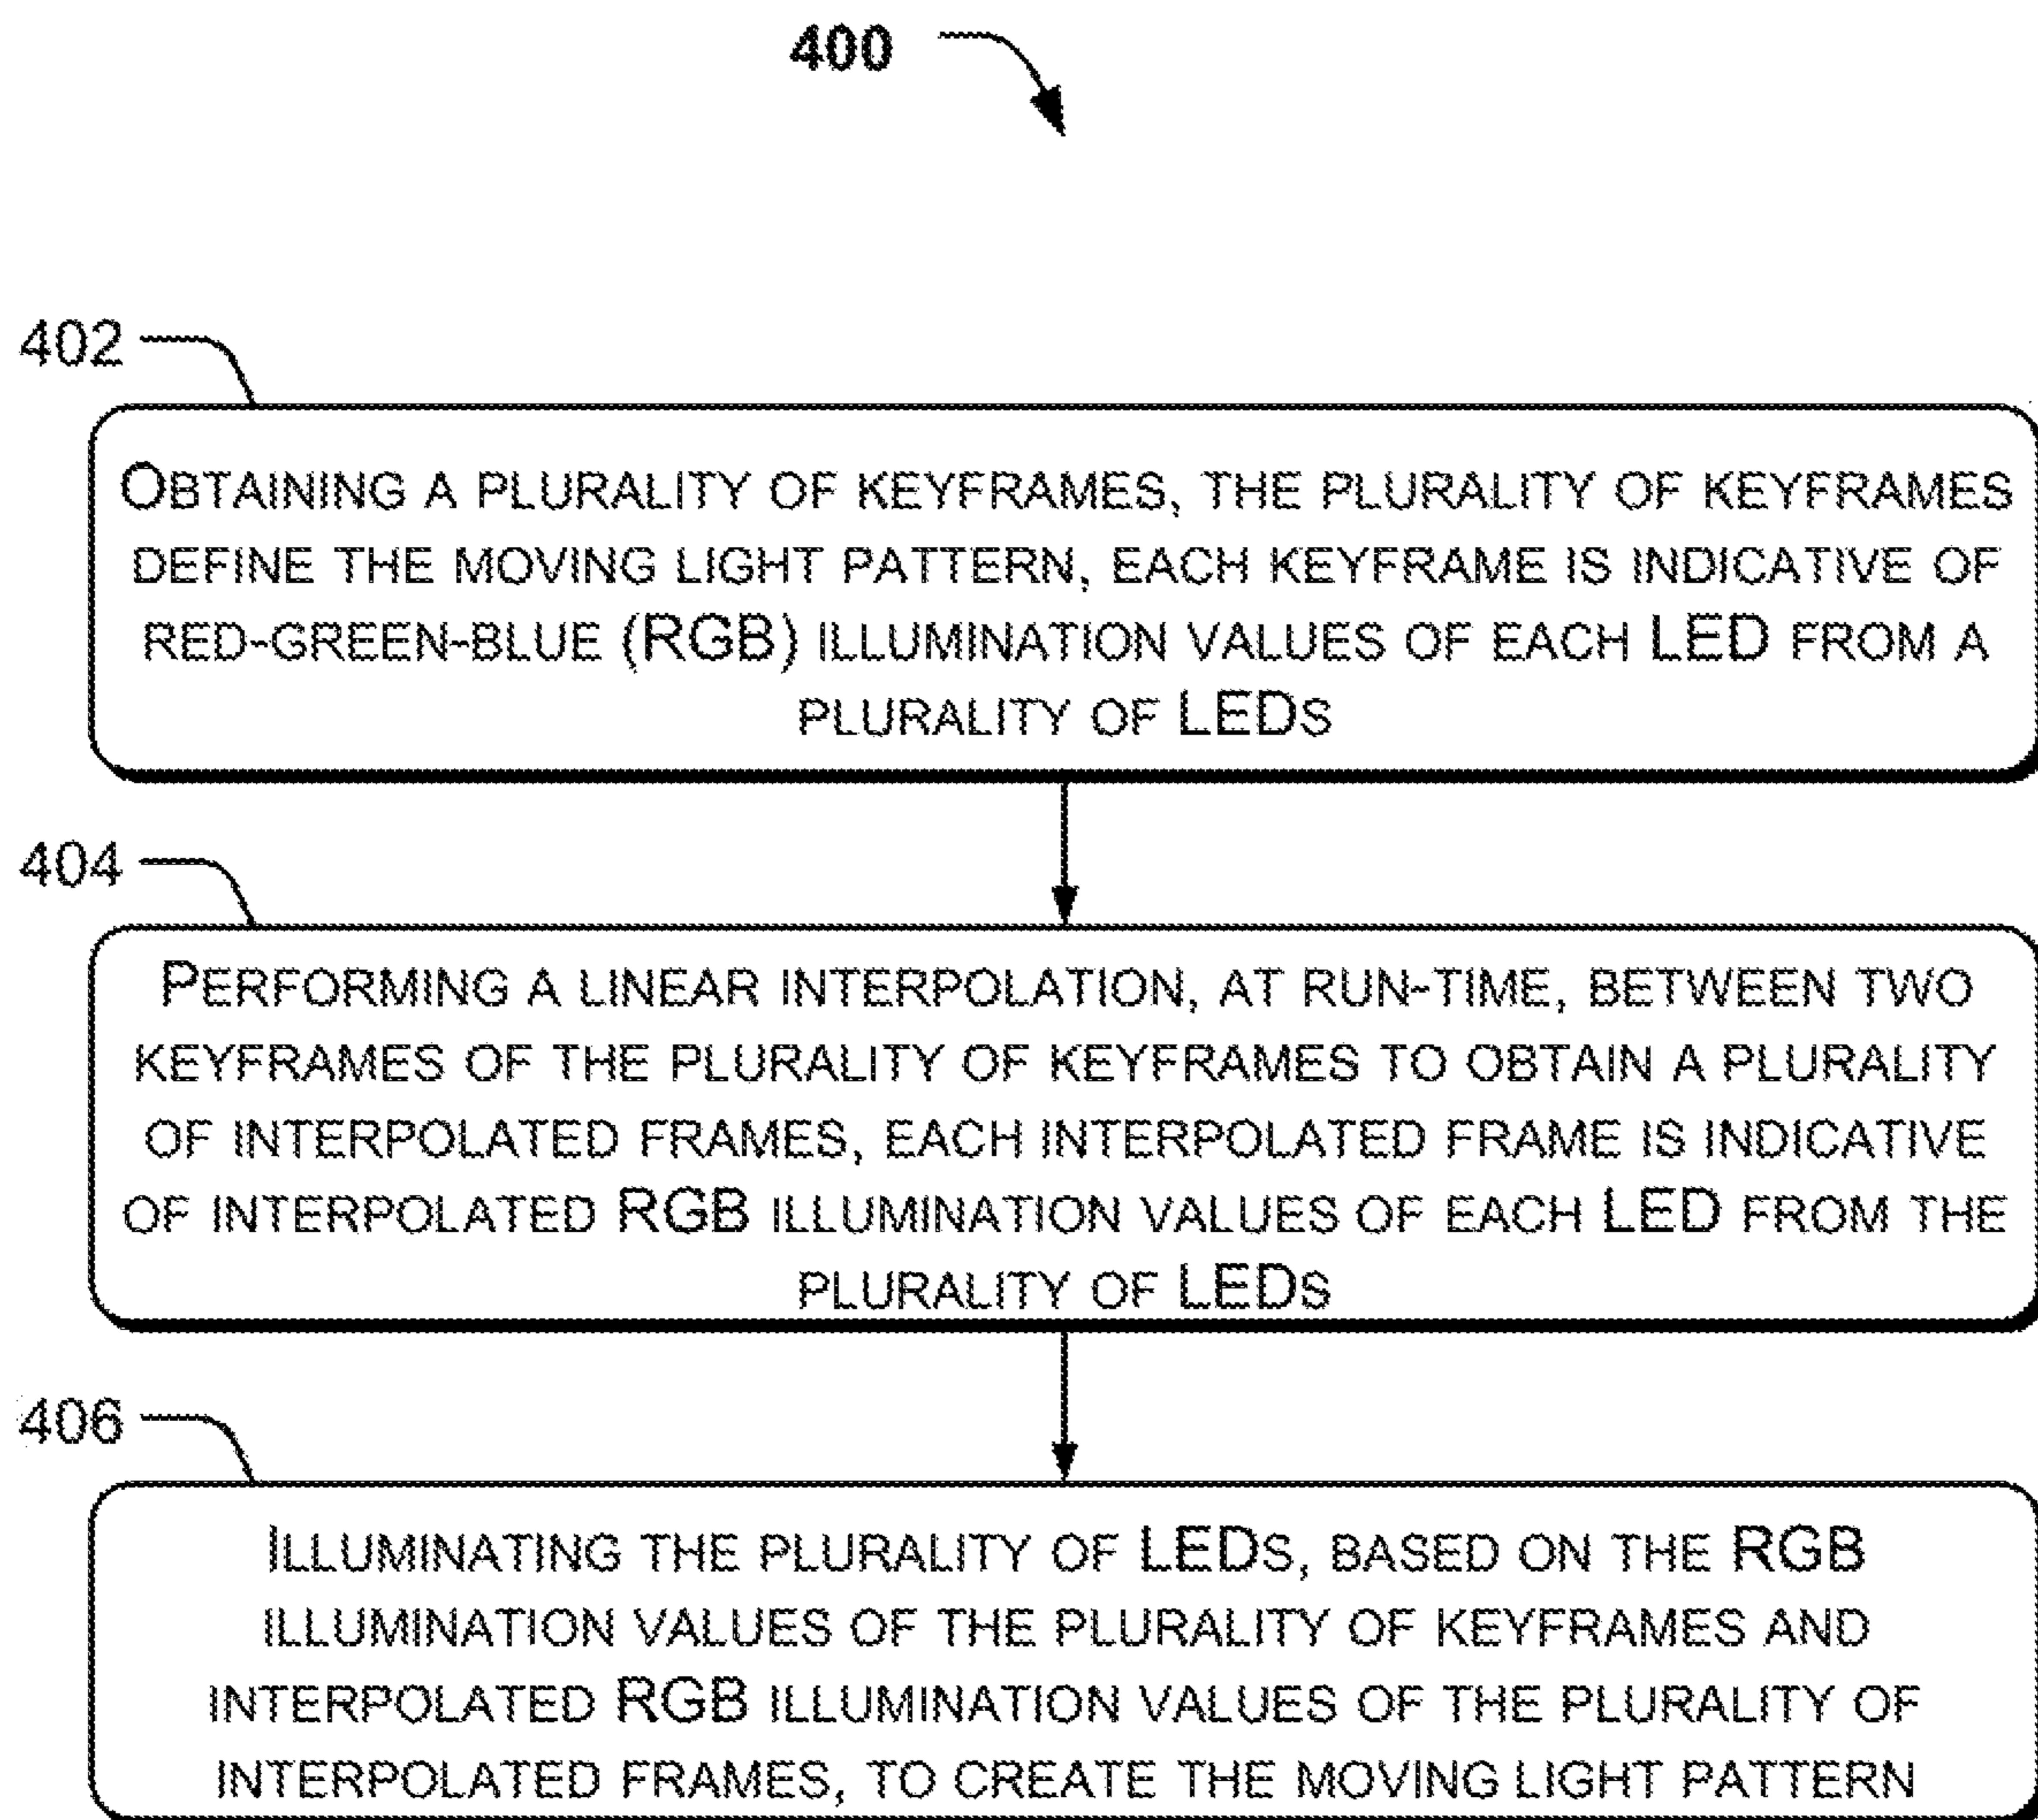 400
402
OBTAINING A PLURALITY OF KEYFRAMES, THE PLURALITY OF KEYFRAMES
DEFINE THE MOVING LIGHT PATTERN, EACH KEYFRAME IS INDICATIVE OF
RED-GREEN-BLUE (RGB) ILLUMINATION VALUES OF EACH LED FROM A
PLURALITY OF LEDS
404
PERFORMING A LINEAR INTERPOLATION, AT RUN-TIME, BETWEEN TWO
KEYFRAMES OF THE PLURALITY OF KEYFRAMES TO OBTAIN A PLURALITY
OF INTERPOLATED FRAMES, EACH INTERPOLATED FRAME IS INDICATIVE
OF INTERPOLATED RGB ILLUMINATION VALUES OF EACH LED FROM THE
PLURALITY OF LEDS
406
ILLUMINATING THE PLURALITY OF LEDS, BASED ON THE RGB
ILLUMINATION VALUES OF THE PLURALITY OF KEYFRAMES AND
INTERPOLATED RGB ILLUMINATION VALUES OF THE PLURALITY OF
INTERPOLATED FRAMES, TO CREATE THE MOVING LIGHT PATTERN